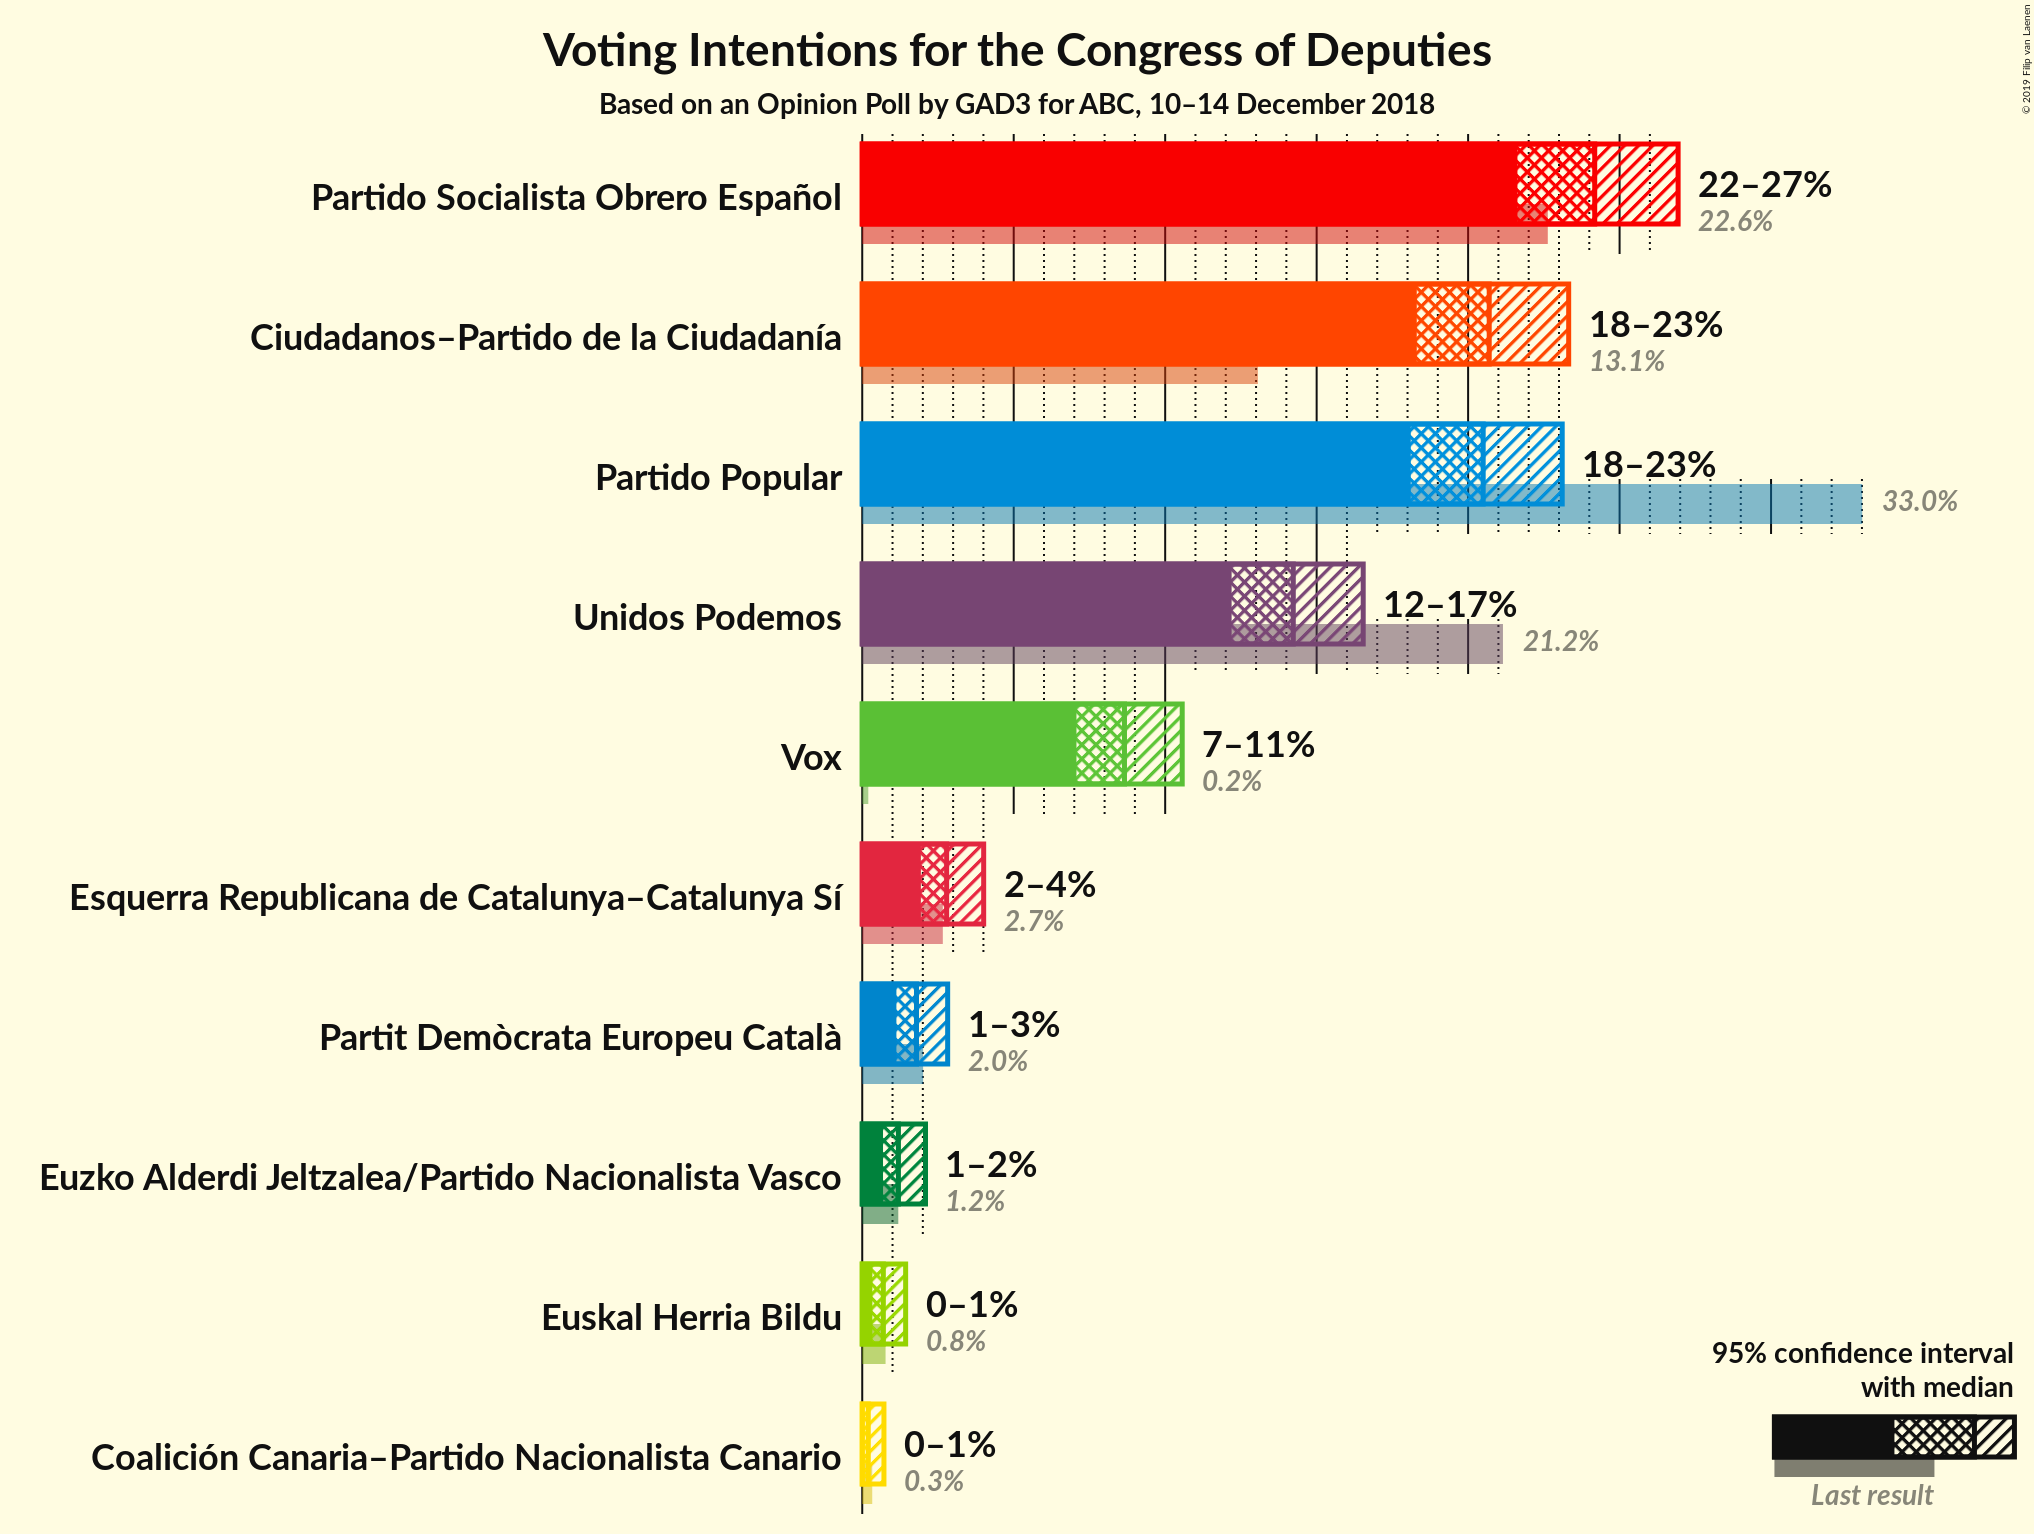 Voting Intentions for the Congress of Deputies
Based on an Opinion Poll by GAD3 for ABC, 10–14 December 2018
© 2019 Filip van Laenen
Partido Socialista Obrero Español
22–27%
22.6%
Ciudadanos–Partido de la Ciudadanía
18–23%
13.1%
Partido Popular
18–23%
33.0%
Unidos Podemos
12–17%
21.2%
Vox
7–11%
0.2%
Esquerra Republicana de Catalunya–Catalunya Sí
2–4%
2.7%
Partit Demòcrata Europeu Català
1–3%
2.0%
Euzko Alderdi Jeltzalea/Partido Nacionalista Vasco
1–2%
1.2%
Euskal Herria Bildu
0–1%
0.8%
Coalición Canaria–Partido Nacionalista Canario
0–1%
0.3%
95% confidence interval
with median
Last result